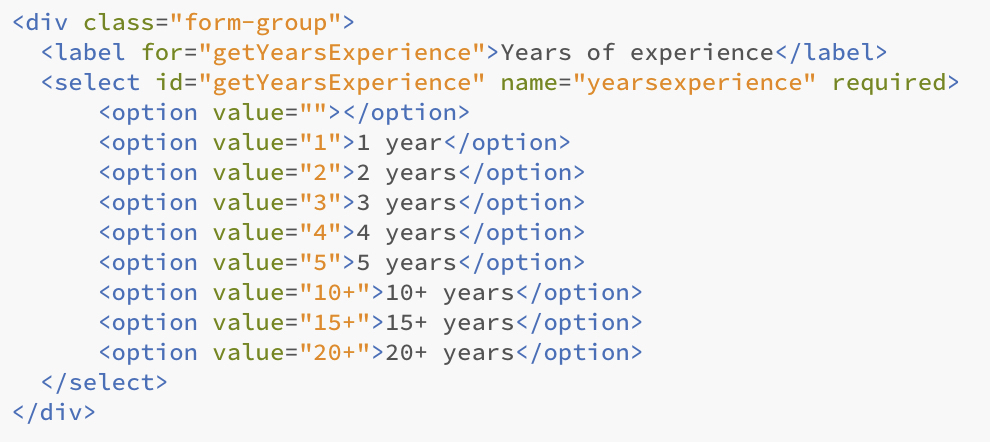 <div class="form-group">
  <label for="getYearsExperience">Years of experience</label>
  <select id="getYearsExperience" name="yearsexperience" required>
      <option value=""></option>
      <option value="1">1 year</option>
      <option value="2">2 years</option>
      <option value="3">3 years</option>
      <option value="4">4 years</option>
      <option value="5">5 years</option>
      <option value="10+">10+ years</option>
      <option value="15+">15+ years</option>
      <option value="20+">20+ years</option>
  </select>
</div>